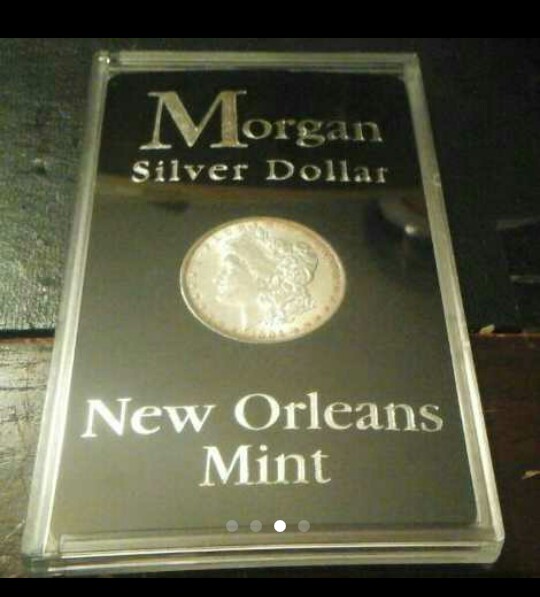 Morgan
Silver Dollar
New Orleans
Mint